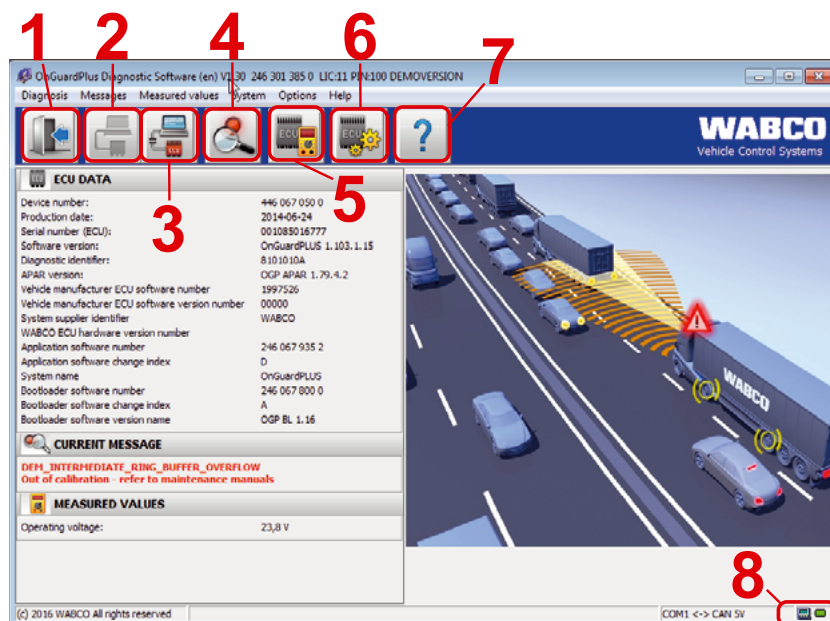 1 2 4 6 7
OnGuardPlus Diagnostic Software (en) V1.30 246 301 385 0 LIC:11 PIN:100 DEMOVERSION
Diagnosis Messages Measured values System Options Help
ECU ECU ?
WABCO
Vehicle Control Systems
3 5
ECU DATA
Device number: 446 067 050 0
Production date: 2014-06-24
Serial number (ECU): 001085016777
Software version: OnGuardPLUS 1.103.1.15
Diagnostic identifier: 8101010A
APAR version: OGP APAR 1.79.4.2
Vehicle manufacturer ECU software number 1997526
Vehicle manufacturer ECU software version number 00000
System supplier identifier WABCO
WABCO ECU hardware version number
Application software number 246 067 935 2
Application software change index D
System name OnGuardPLUS
Bootloader software number 246 067 800 0
Bootloader software change index A
Bootloader software version name OGP BL 1.16
WABCO
CURRENT MESSAGE
DEM_INTERMEDIATE_RING_BUFFER_OVERFLOW
Out of calibration - refer to maintenance manuals
MEASURED VALUES
Operating voltage: 23,8 V
8
(c) 2016 WABCO All rights reserved COM1 <-> CAN 5V